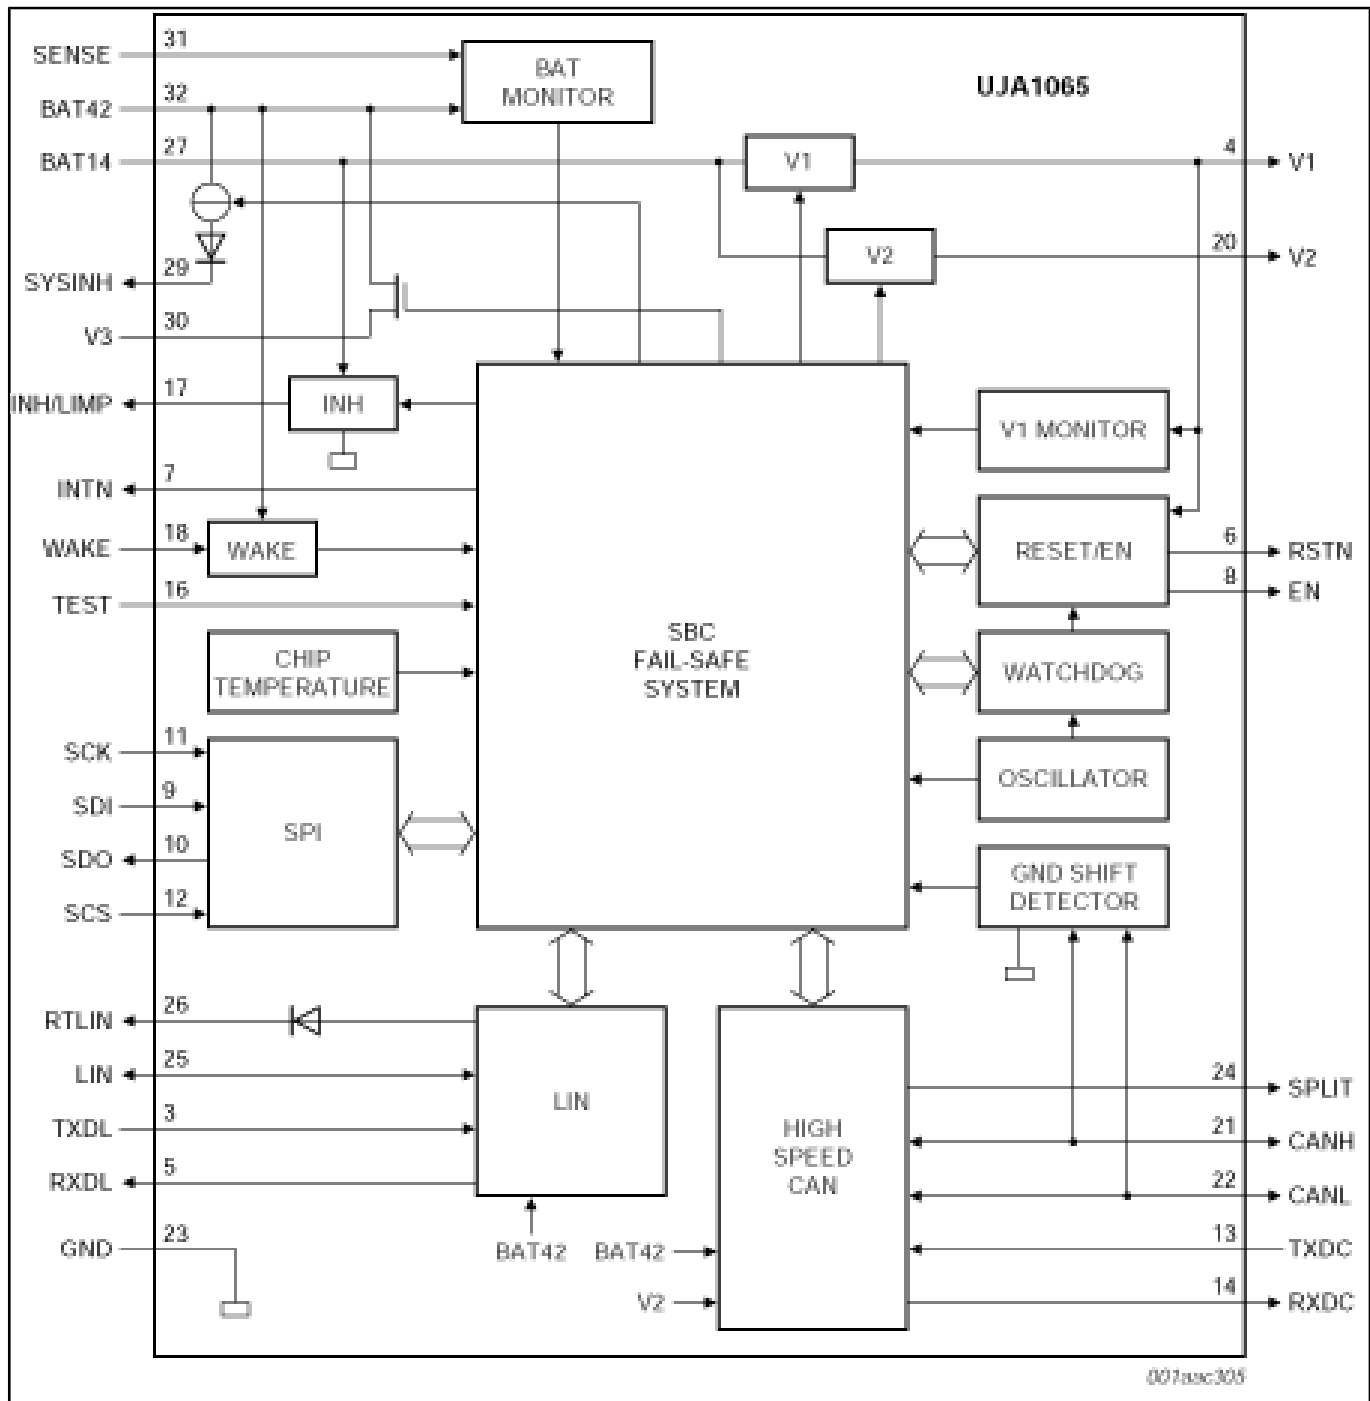 31
SENSE
BAT
MONITOR
UJA1065
32
BAT42
27
BAT14
V1
4
V1
V2
20
V2
29
SYSINH
30
V3
17
INH/LIMP
INH
V1 MONITOR
7
INTN
18
WAKE
WAKE
RESET/EN
6
RSTN
8
EN
16
TEST
SBC
FAIL-SAFE
SYSTEM
CHIP
TEMPERATURE
WATCHDOG
11
SCK
OSCILLATOR
9
SDI
SPI
10
SDO
12
SCS
GND SHIFT
DETECTOR
26
RTLIN
25
LIN
LIN
3
TXDL
5
RXDL
HIGH
SPEED
CAN
24
SPLIT
21
CANH
22
CANL
23
GND
BAT42
BAT42
V2
13
TXDC
14
RXDC
001aac305